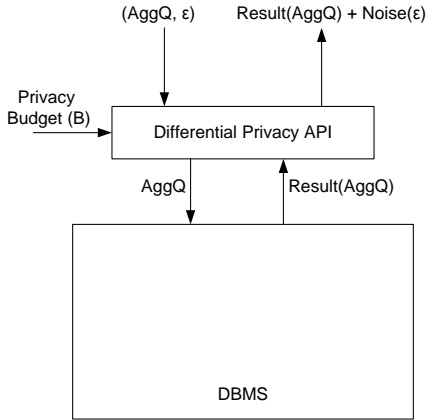 (AggQ, ε)
Result(AggQ) + Noise(ε)
Privacy
Budget (B)
Differential Privacy API
AggQ
Result(AggQ)
DBMS